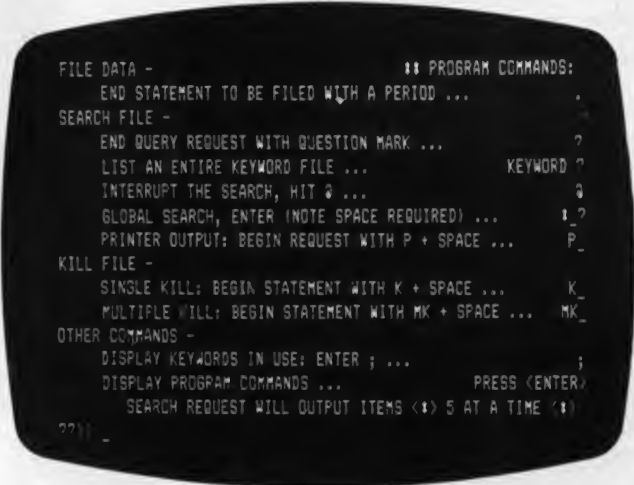 FILE DATA - ** PROGRAM COMMANDS:
END STATEMENT TO BE FILED WITH A PERIOD ... .
SEARCH FILE -
END QUERY REQUEST WITH QUESTION MARK ... ?
LIST AN ENTIRE KEYWORD FILE ... KEYWORD ?
INTERRUPT THE SEARCH, HIT @ ... @
GLOBAL SEARCH, ENTER (NOTE SPACE REQUIRED) ... *_?
PRINTER OUTPUT: BEGIN REQUEST WITH P + SPACE ... P_
KILL FILE -
SINGLE KILL: BEGIN STATEMENT WITH K + SPACE ... K_
MULTIPLE KILL: BEGIN STATEMENT WITH MK + SPACE ... MK_
OTHER COMMANDS -
DISPLAY KEYWORDS IN USE: ENTER ; ... ;
DISPLAY PROGRAM COMMANDS ... PRESS <ENTER>
SEARCH REQUEST WILL OUTPUT ITEMS <*> 5 AT A TIME <*>